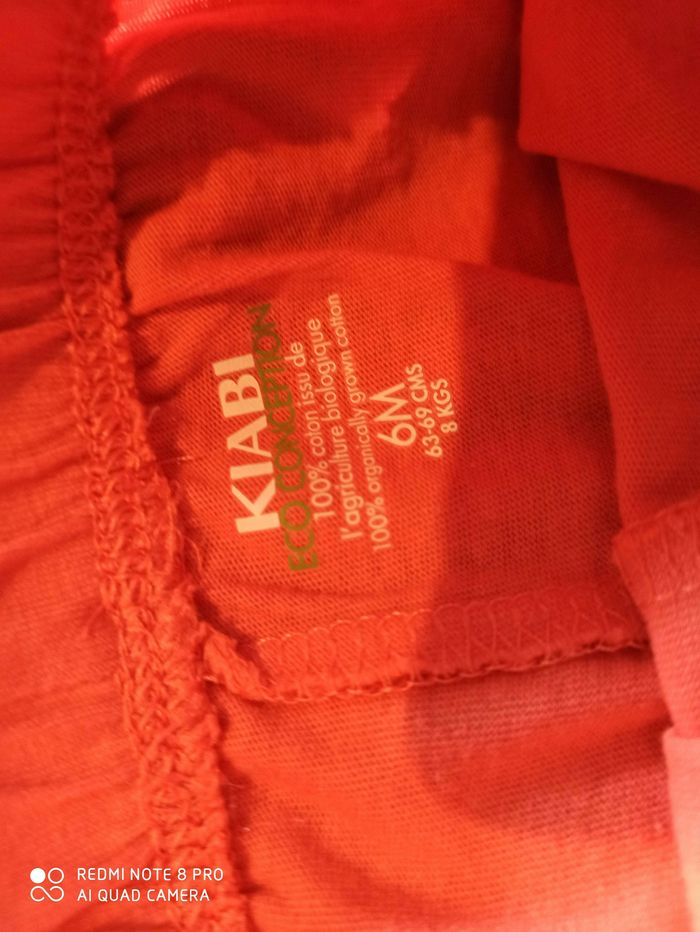 KIABI
ECO CONCEPTION
100% coton issu de
l'agriculture biologique
100% organically grown cotton
6M
63-69 CMS
8 KGS
REDMI NOTE 8 PRO
AI QUAD CAMERA